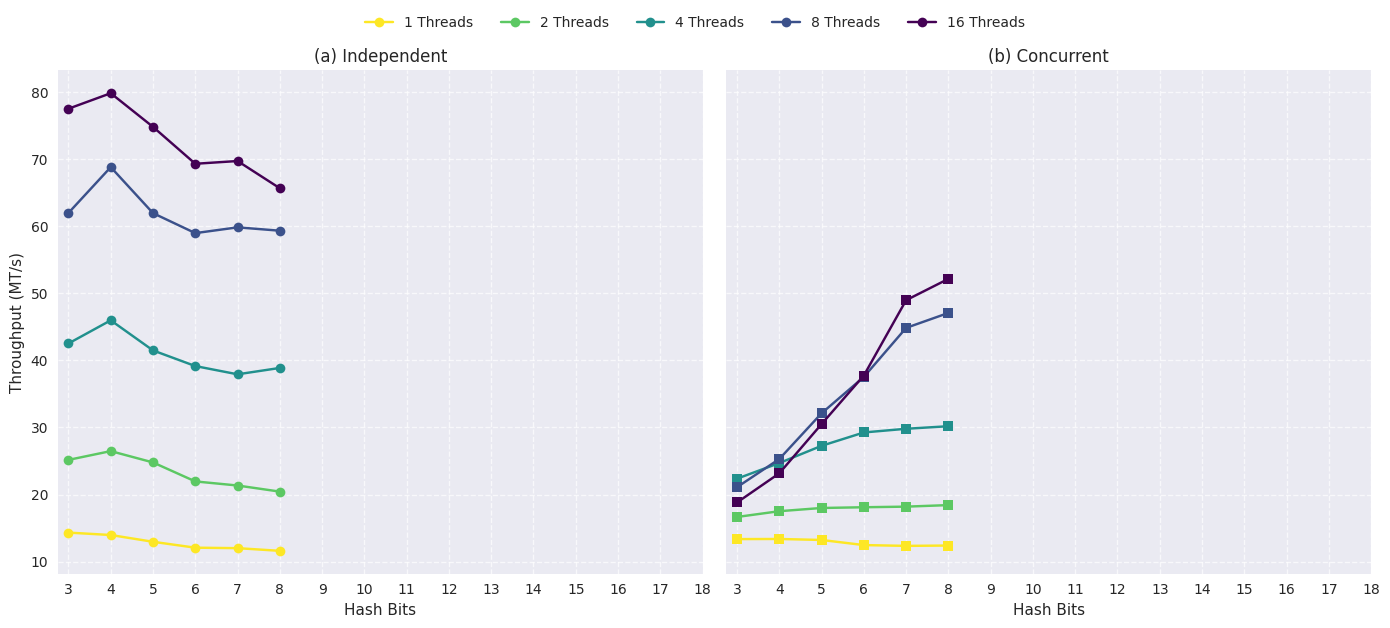 1 Threads 2 Threads 4 Threads 8 Threads 16 Threads
(a) Independent
(b) Concurrent
Throughput (MT/s)
80
70
60
50
40
30
20
10
3 4 5 6 7 8 9 10 11 12 13 14 15 16 17 18
3 4 5 6 7 8 9 10 11 12 13 14 15 16 17 18
Hash Bits
Hash Bits